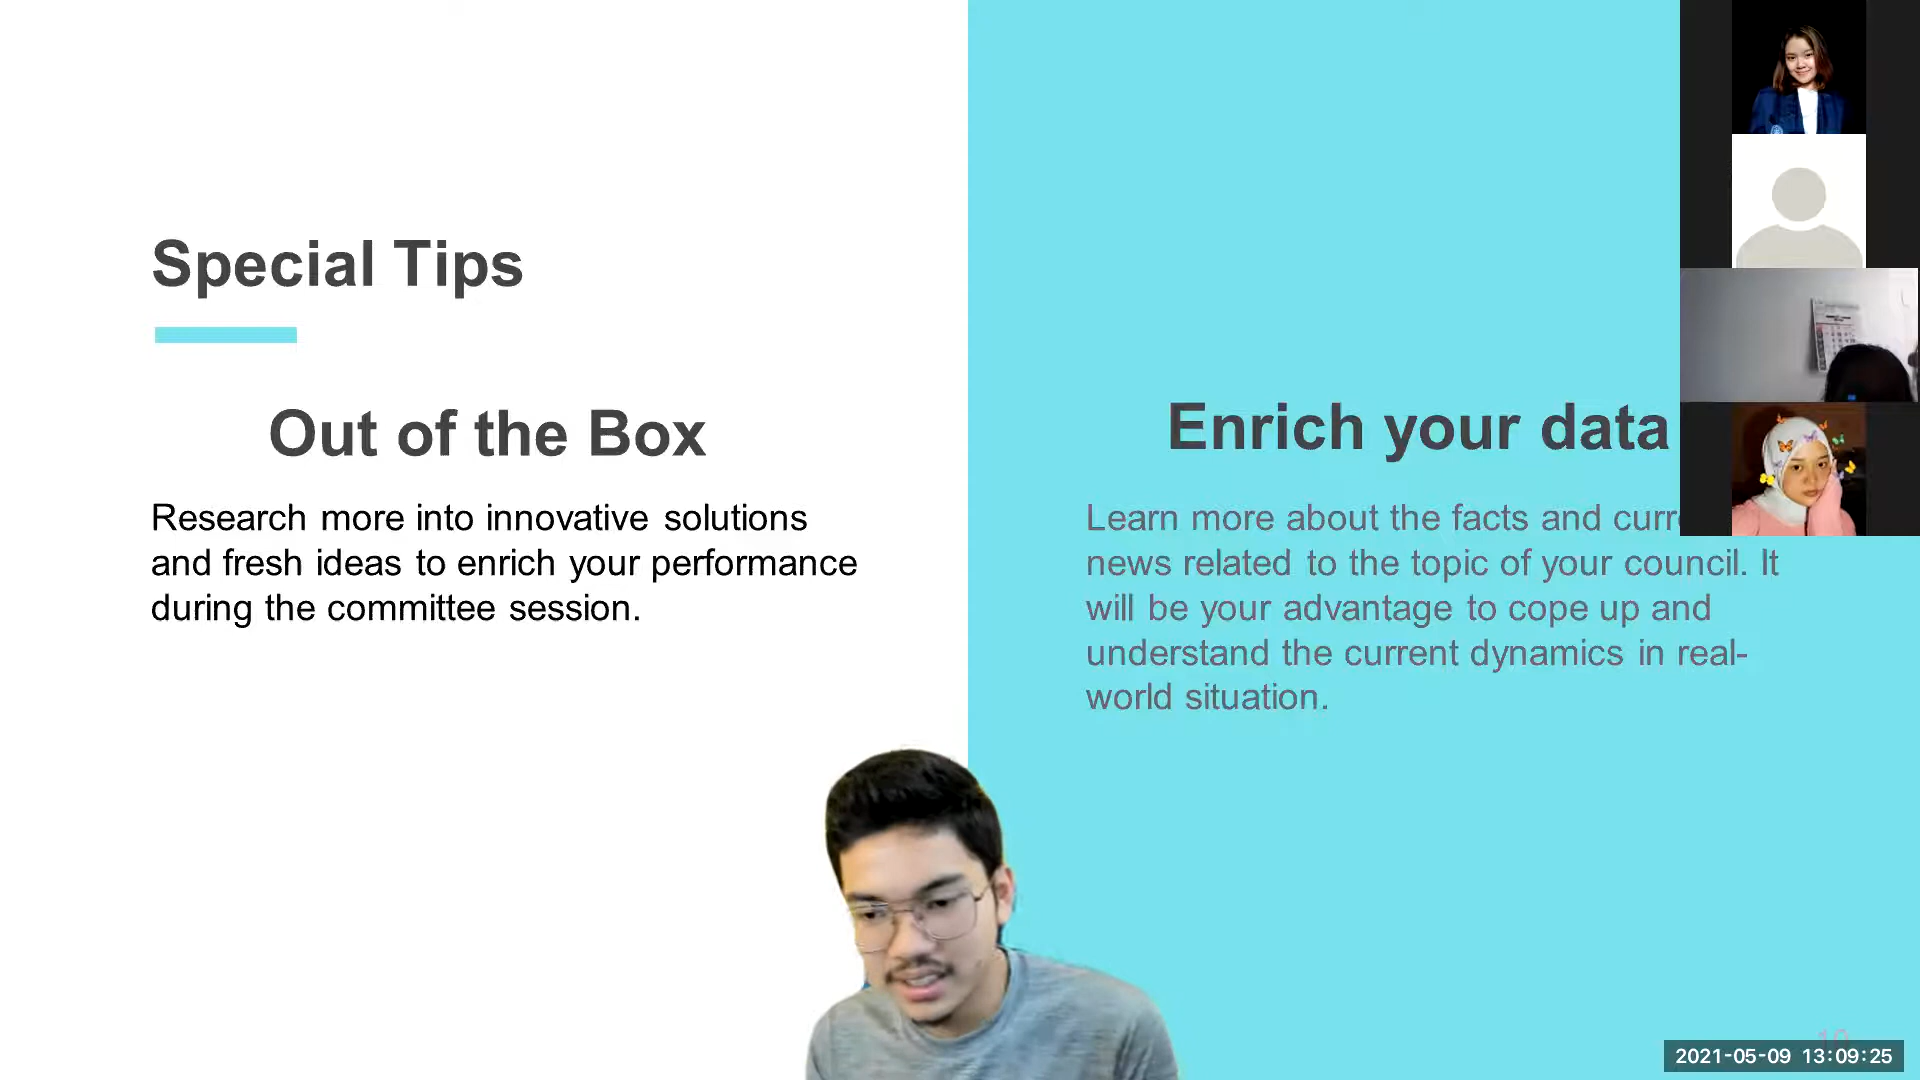 Special Tips
Out of the Box
Research more into innovative solutions
and fresh ideas to enrich your performance
during the committee session.
Enrich your data
Learn more about the facts and curr
news related to the topic of your council. It
will be your advantage to cope up and
understand the current dynamics in real-
world situation.
2021-05-09 13:09:25